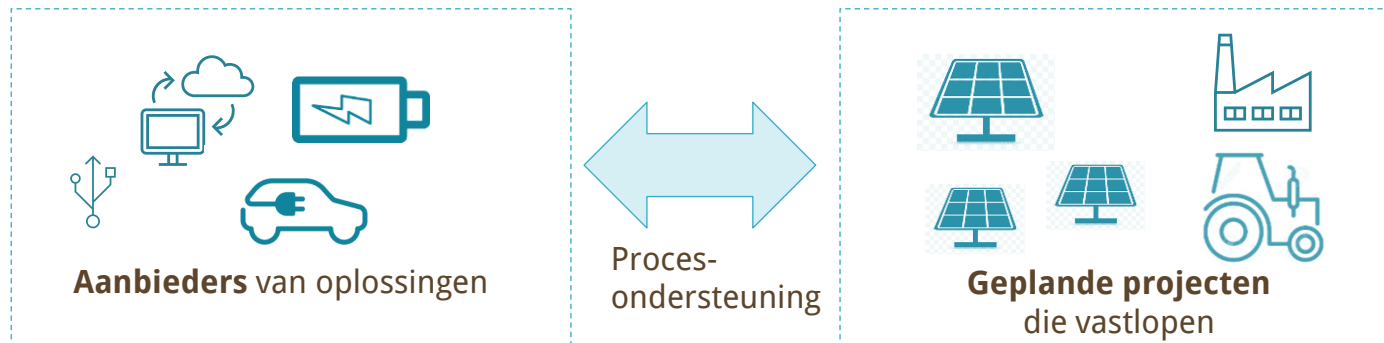 Aanbieders van oplossingen
Proces-
ondersteuning
Geplande projecten
die vastlopen